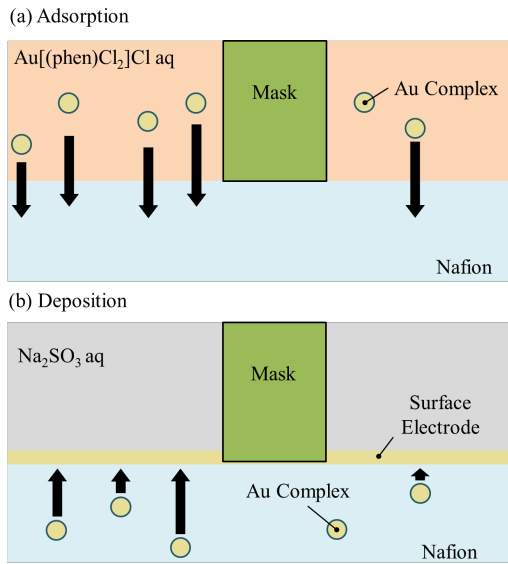 (a) Adsorption
Au[(phen)Cl₂]Cl aq
Mask
Au Complex
Nafion
(b) Deposition
Na₂SO₃ aq
Mask
Surface
Electrode
Au Complex
Nafion